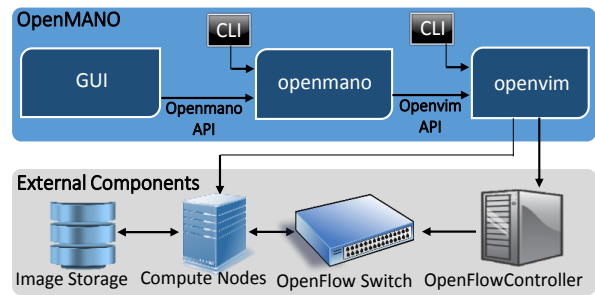 OpenMANO
CLI
CLI
GUI
openmano
openvim
Openmano
API
Openvim
API
External Components
Image Storage
Compute Nodes
OpenFlow Switch
OpenFlowController